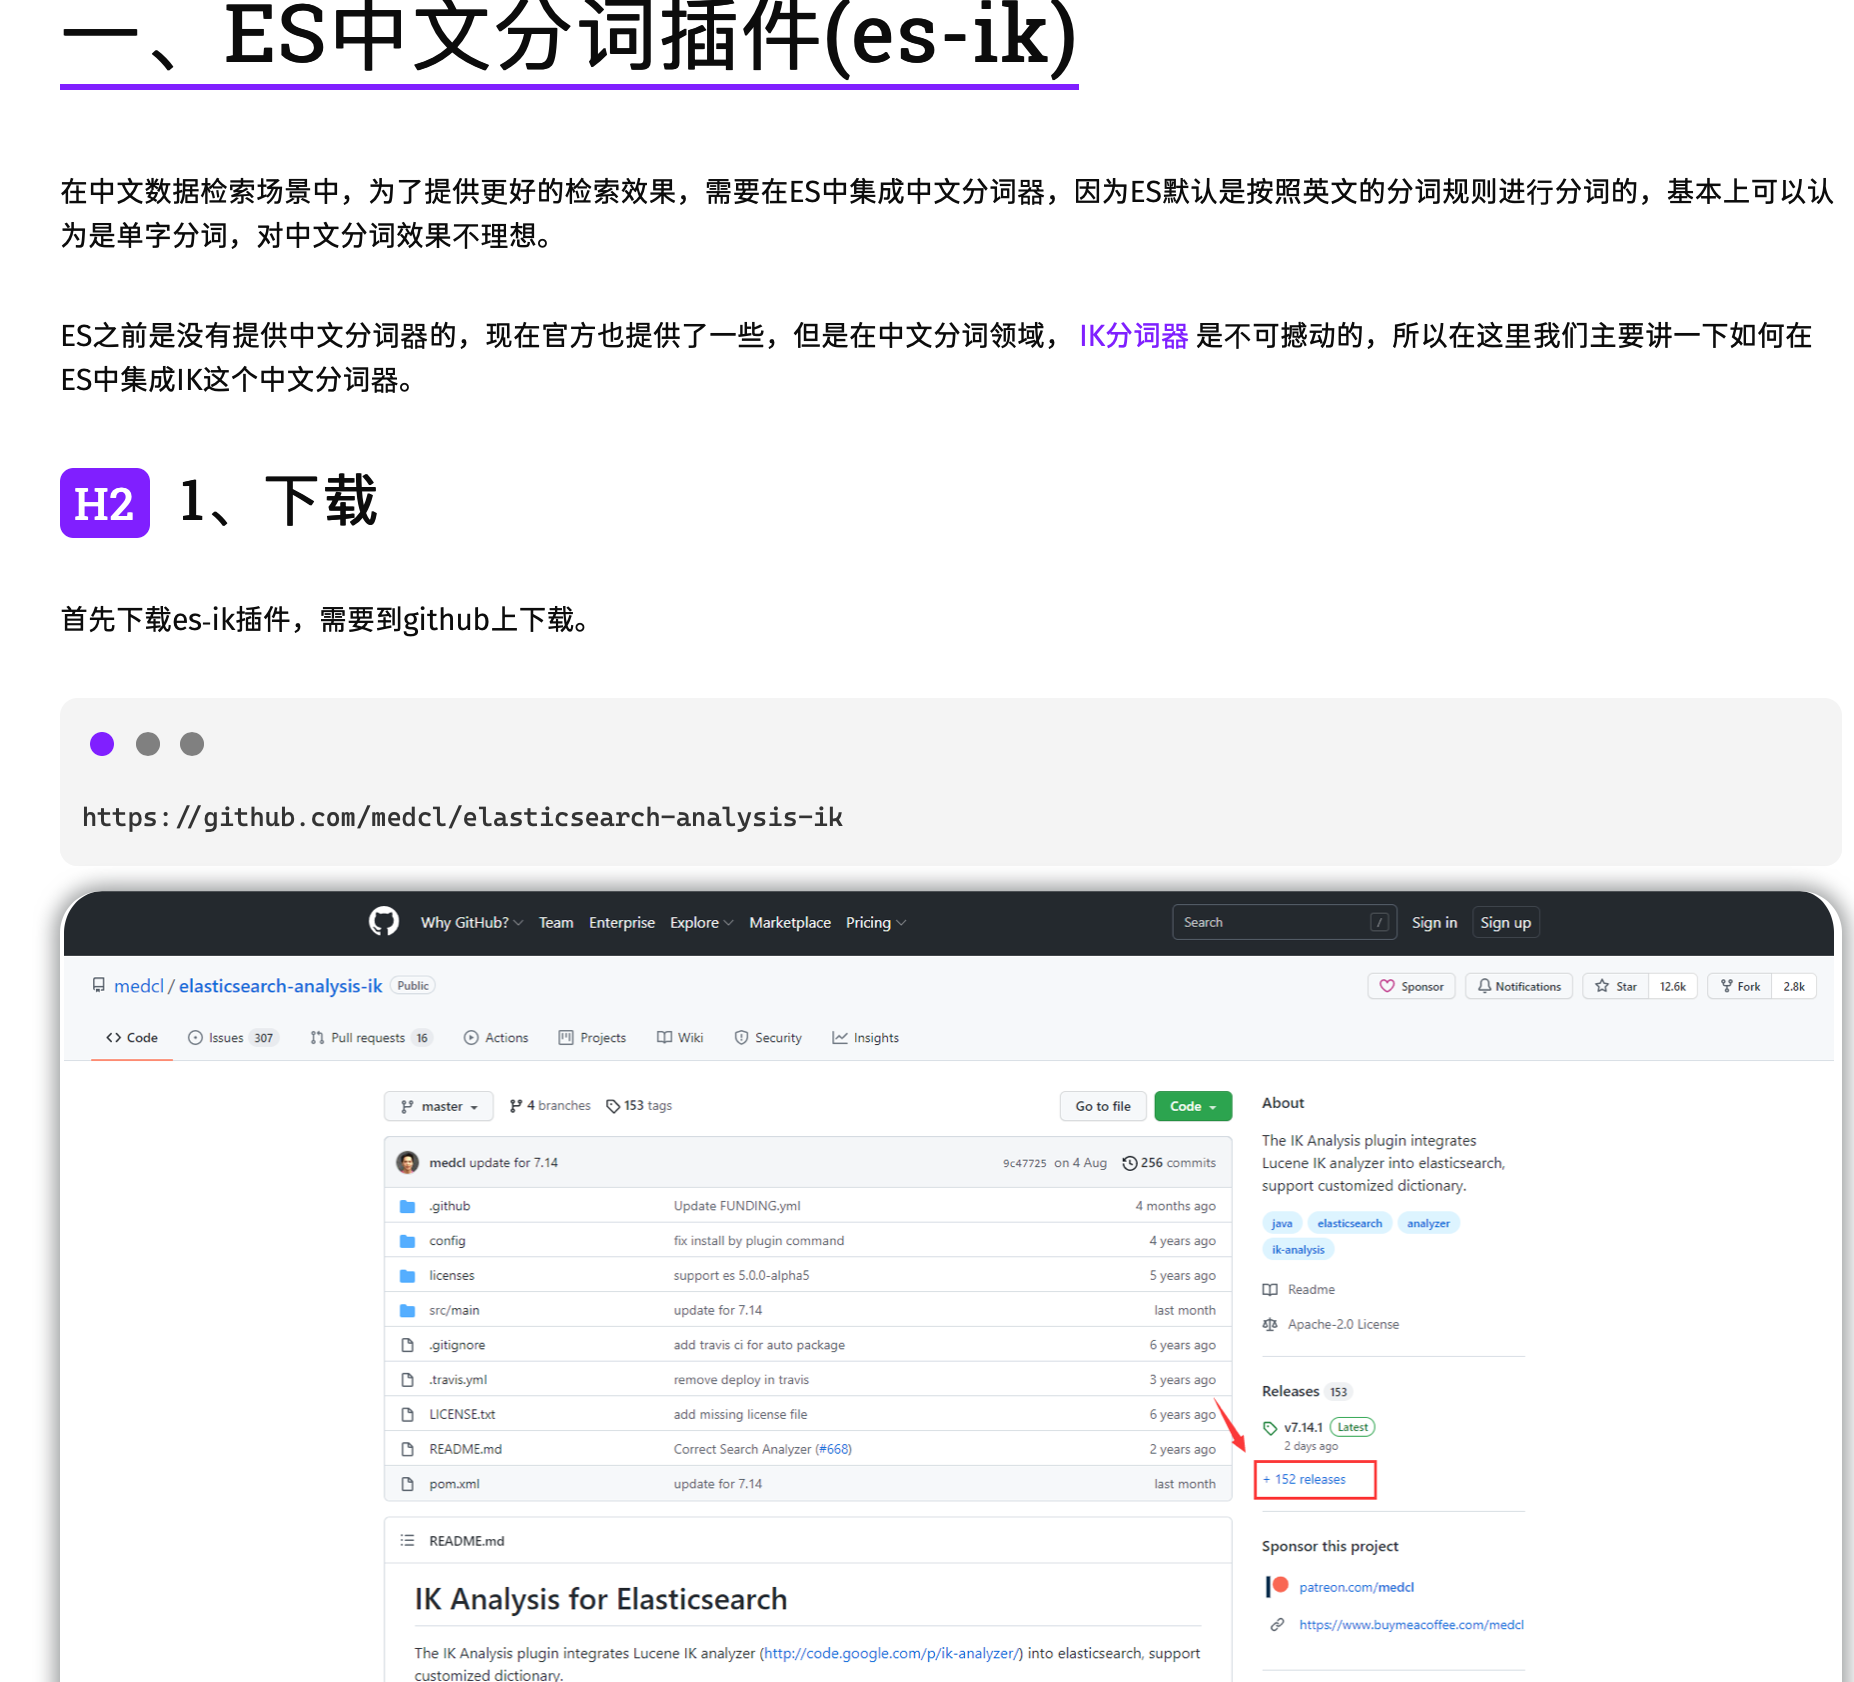 一、ES中文分词插件(es-ik)
在中文数据检索场景中，为了提供更好的检索效果，需要在ES中集成中文分词器，因为ES默认是按照英文的分词规则进行分词的，基本上可以认
为是单字分词，对中文分词效果不理想。
ES之前是没有提供中文分词器的，现在官方也提供了一些，但是在中文分词领域， IK分词器 是不可撼动的，所以在这里我们主要讲一下如何在
ES中集成IK这个中文分词器。
H2 1、下载
首先下载es-ik插件，需要到github上下载。
https://github.com/medcl/elasticsearch-analysis-ik
Why GitHub? Team Enterprise Explore Marketplace Pricing Search / Sign in Sign up
medcl / elasticsearch-analysis-ik Public Sponsor Notifications Star 12.6k Fork 2.8k
Code Issues 307 Pull requests 16 Actions Projects Wiki Security Insights
master 4 branches 153 tags Go to file Code
medcl update for 7.14 9c47725 on 4 Aug 256 commits
.github Update FUNDING.yml 4 months ago
config fix install by plugin command 4 years ago
licenses support es 5.0.0-alpha5 5 years ago
src/main update for 7.14 last month
.gitignore add travis ci for auto package 6 years ago
.travis.yml remove deploy in travis 3 years ago
LICENSE.txt add missing license file 6 years ago
README.md Correct Search Analyzer (#668) 2 years ago
pom.xml update for 7.14 last month
README.md
IK Analysis for Elasticsearch
The IK Analysis plugin integrates Lucene IK analyzer (http://code.google.com/p/ik-analyzer/) into elasticsearch, support
customized dictionary.
About
The IK Analysis plugin integrates
Lucene IK analyzer into elasticsearch,
support customized dictionary.
java elasticsearch analyzer
ik-analysis
Readme
Apache-2.0 License
Releases 153
v7.14.1 Latest
2 days ago
+ 152 releases
Sponsor this project
patreon.com/medcl
https://www.buymeacoffee.com/medcl